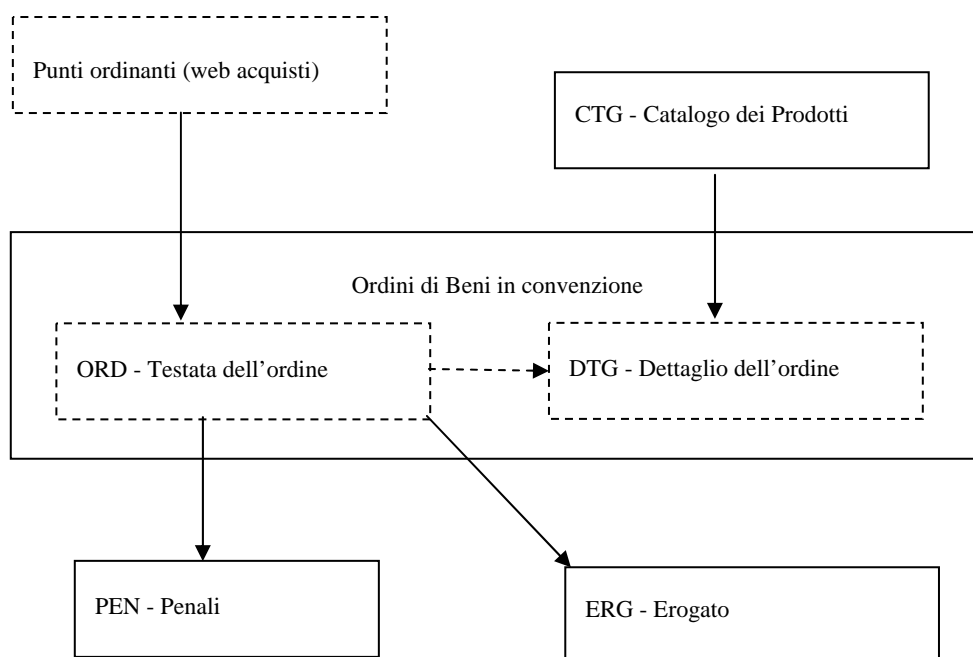 Punti ordinanti (web acquisti)
CTG - Catalogo dei Prodotti
Ordini di Beni in convenzione
ORD - Testata dell’ordine
DTG - Dettaglio dell’ordine
PEN - Penali
ERG - Erogato